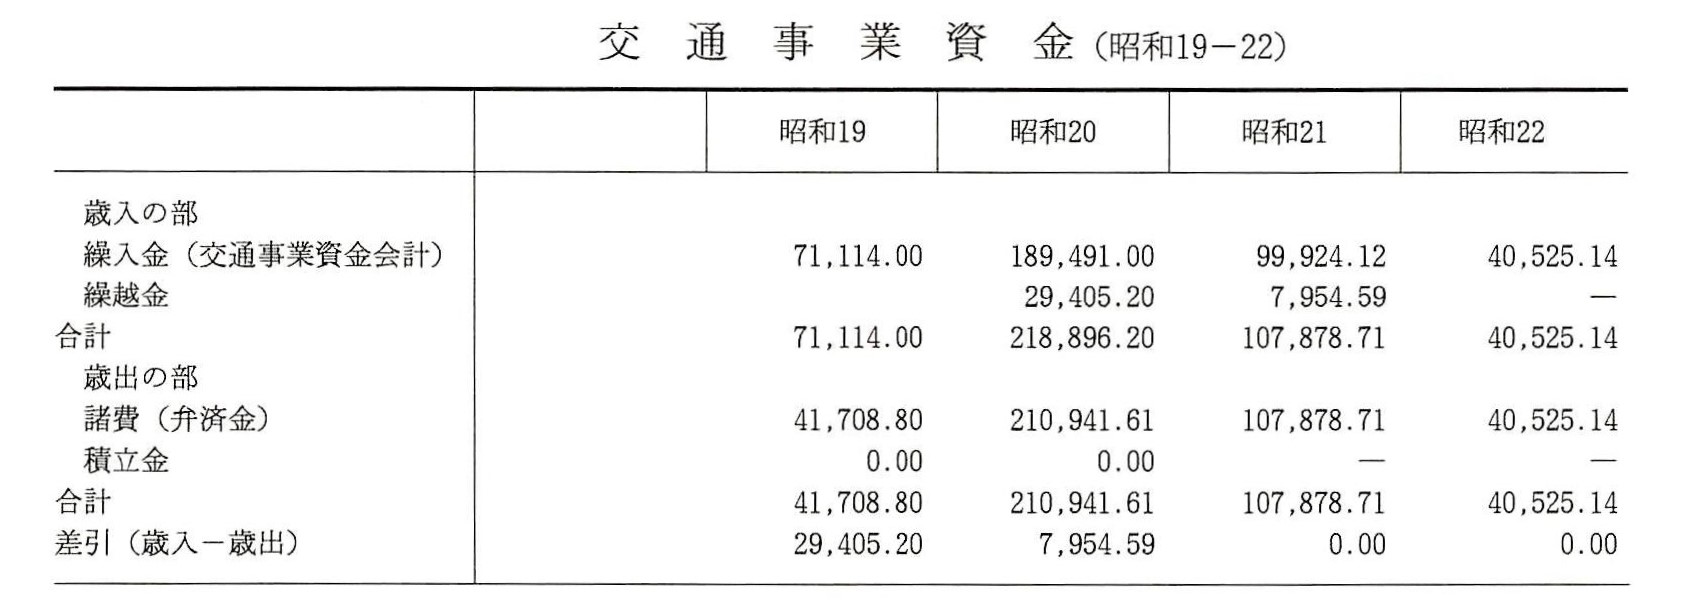 交通事業資金(昭和19-22)
昭和19 昭和20 昭和21 昭和22
歳入の部
繰入金(交通事業資金会計) 71,114.00 189,491.00 99,924.12 40,525.14
繰越金 29,405.20 7,954.59 —
合計 71,114.00 218,896.20 107,878.71 40,525.14
歳出の部
諸費(弁済金) 41,708.80 210,941.61 107,878.71 40,525.14
積立金 0.00 0.00 — —
合計 41,708.80 210,941.61 107,878.71 40,525.14
差引(歳入-歳出) 29,405.20 7,954.59 0.00 0.00